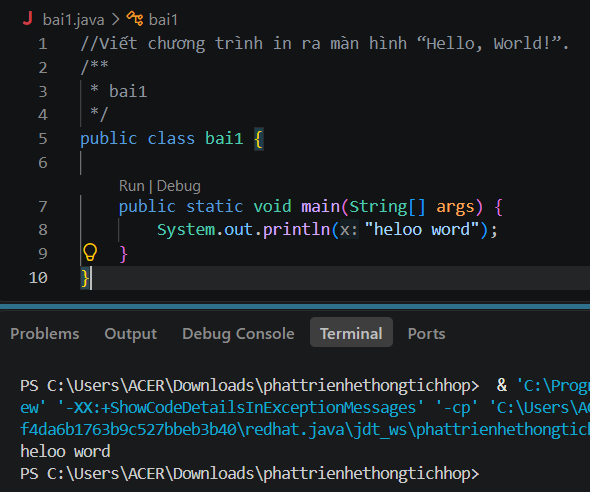 J bai1.java > bai1
1 //Viết chương trình in ra màn hình “Hello, World!”.
2 /**
3  * bai1
4  */
5 public class bai1 {
6
Run | Debug
7     public static void main(String[] args) {
8         System.out.println(x: "heloo word");
9     }
10 }
Problems Output Debug Console Terminal Ports
PS C:\Users\ACER\Downloads\phattrienhethongtichhop>  & 'C:\Prog
ew' '-XX:+ShowCodeDetailsInExceptionMessages' '-cp' 'C:\Users\AC
f4da6b1763b9c527bbeb3b40\redhat.java\jdt_ws\phattrienhethongtich
heloo word
PS C:\Users\ACER\Downloads\phattrienhethongtichhop>